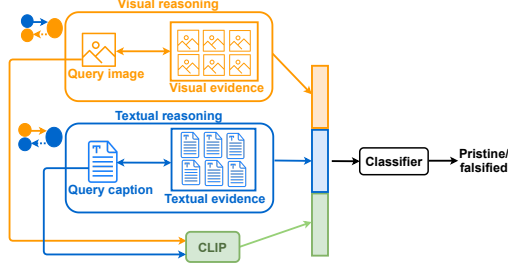 Visual reasoning
Query image
Visual evidence
Textual reasoning
T
T
T
T
T
T
T
Query caption
Textual evidence
CLIP
Classifier
Pristine/
falsified